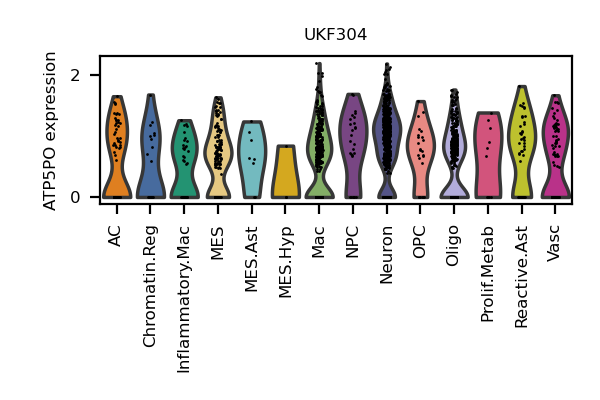 UKF304
ATP5PO expression
2
0
AC
Chromatin.Reg
Inflammatory.Mac
MES
MES.Ast
MES.Hyp
Mac
NPC
Neuron
OPC
Oligo
Prolif.Metab
Reactive.Ast
Vasc